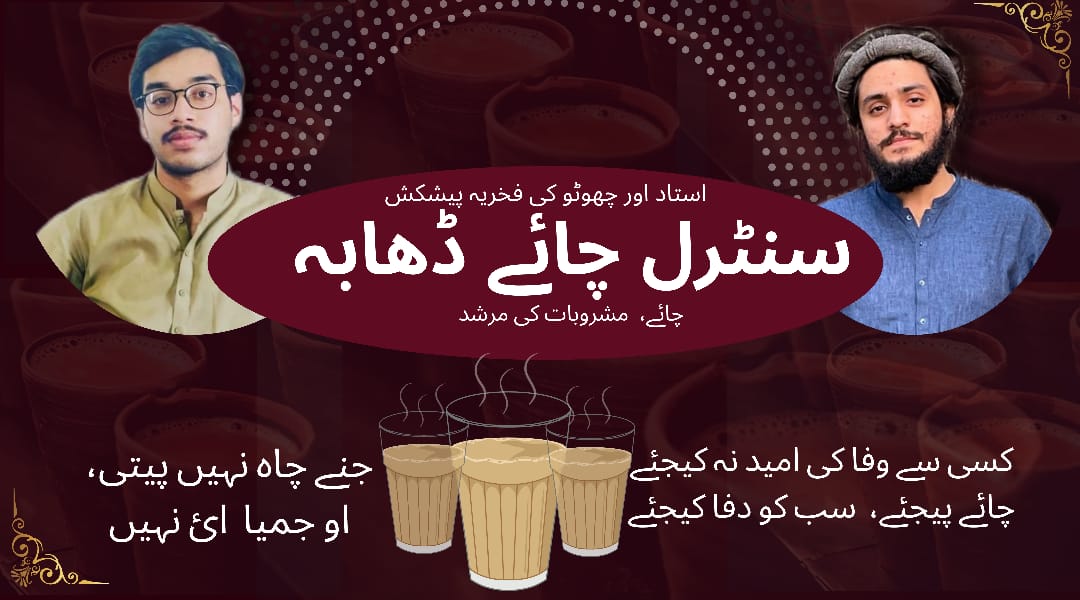 استاد اور چھوٹو کی فخریہ پیشکش
سنٹرل چائے ڈھابہ
چائے، مشروبات کی مرشد
کسی سے وفا کی امید نہ کیجئے
چائے پیجئے، سب کو دفا کیجئے
جنے چاہ نہیں پیتی،
او جمیا ائ نہیں